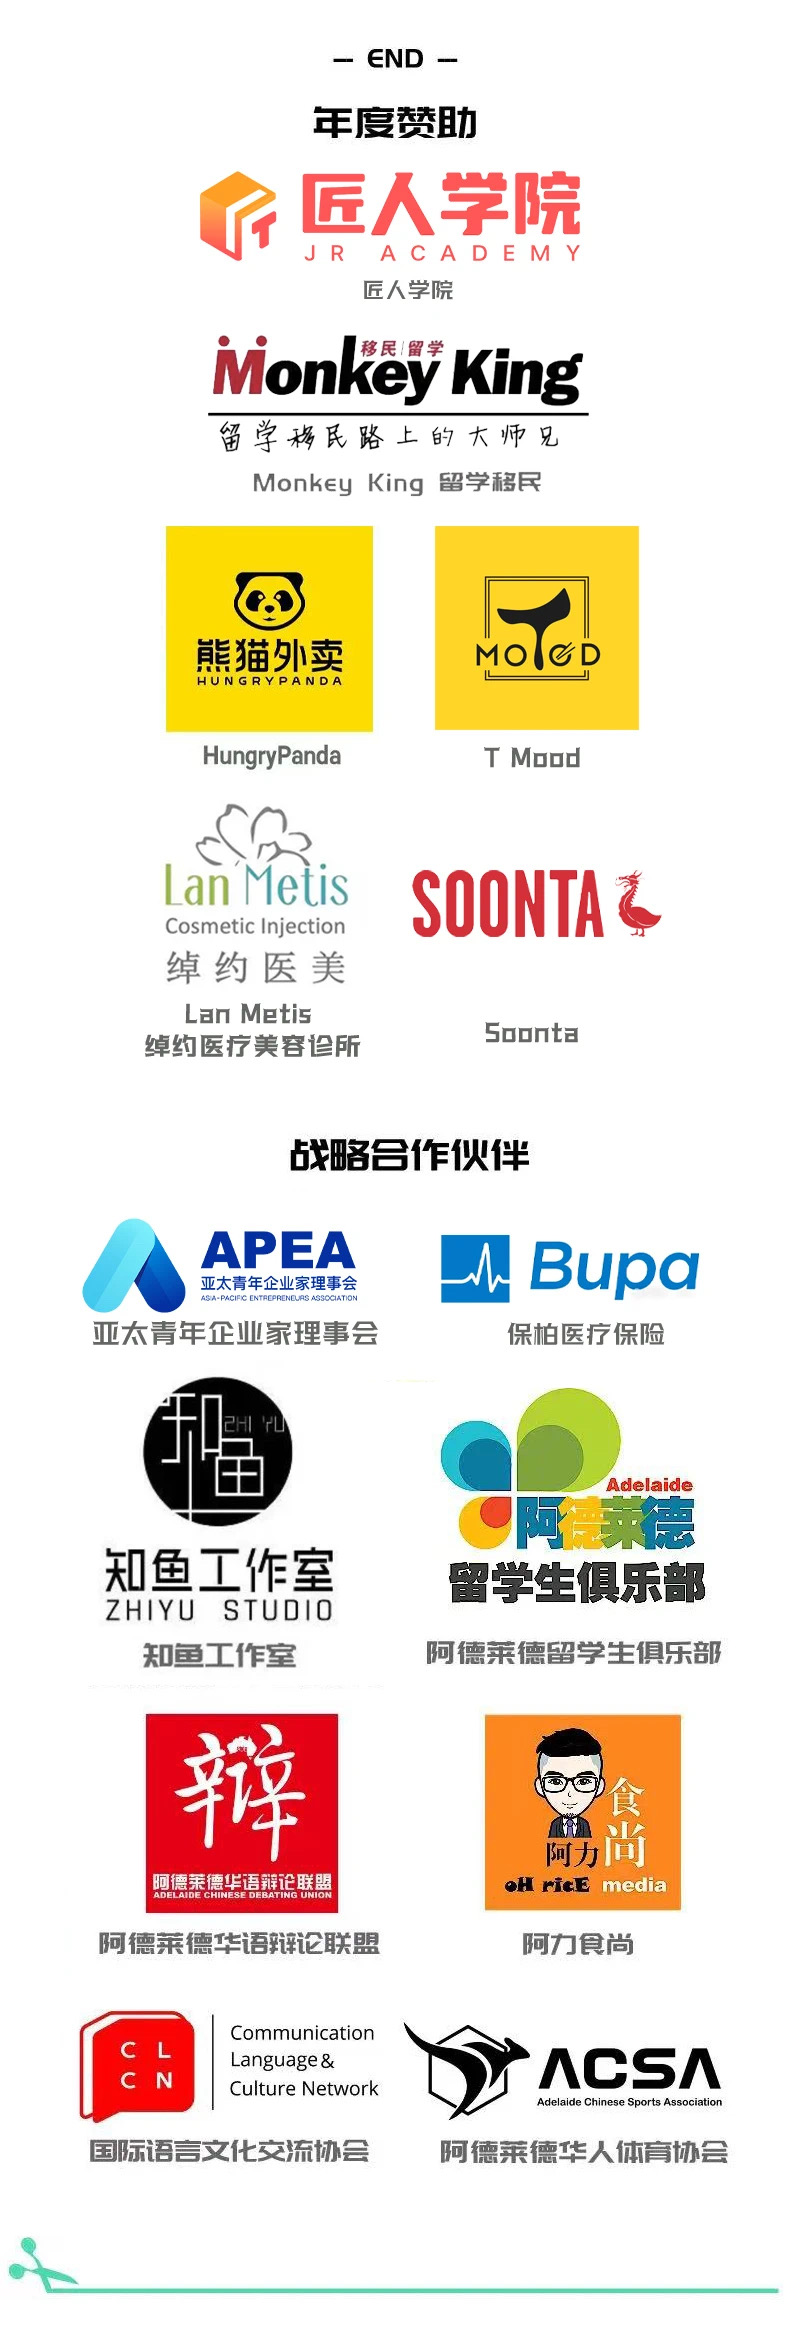 — END —
年度赞助
匠人学院
JR ACADEMY
匠人学院
移民|留学
Monkey King
留学移民路上的大师兄
Monkey King 留学移民
熊猫外卖
HUNGRYPANDA
MOTOOD
HungryPanda
T Mood
Lan Metis
Cosmetic Injection
绰约医美
SOONTA
Lan Metis
绰约医疗美容诊所
Soonta
战略合作伙伴
APEA
亚太青年企业家理事会
ASIA-PACIFIC ENTREPRENEURS ASSOCIATION
Bupa
亚太青年企业家理事会
保柏医疗保险
知鱼
ZHI YU
知鱼工作室
ZHIYU STUDIO
Adelaide
阿德莱德
留学生俱乐部
知鱼工作室
阿德莱德留学生俱乐部
辩
阿德莱德华语辩论联盟
ADELAIDE CHINESE DEBATING UNION
食尚
阿力
oH ricE media
阿德莱德华语辩论联盟
阿力食尚
CL
CN
Communication
Language&
Culture Network
ACSA
Adelaide Chinese Sports Association
国际语言文化交流协会
阿德莱德华人体育协会